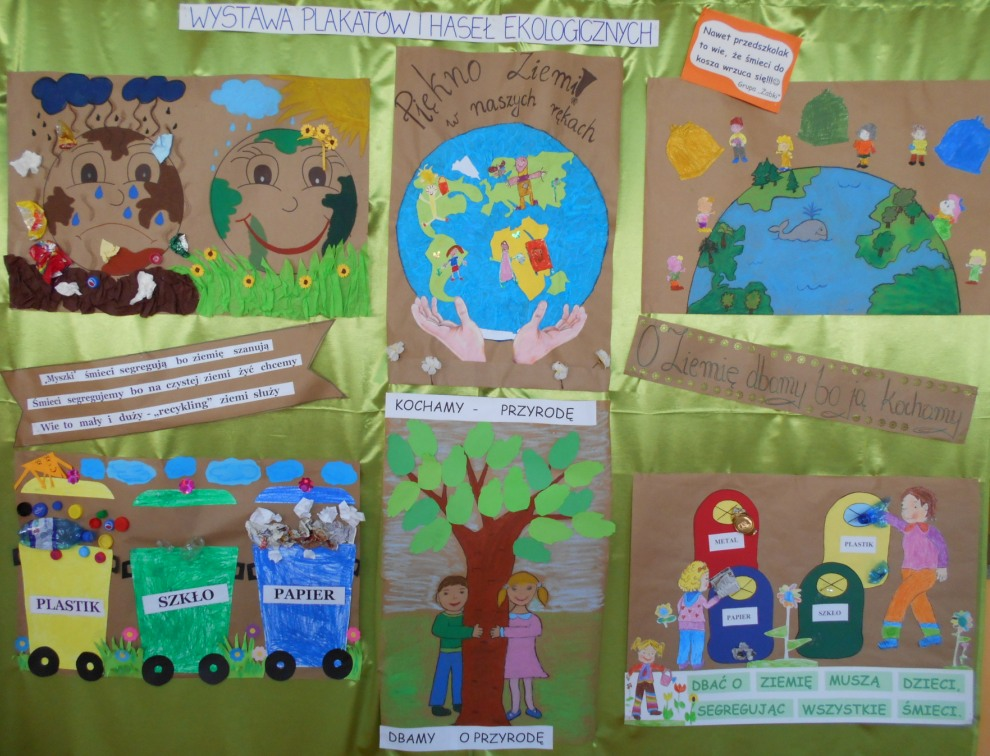 WYSTAWA PLAKATÓW I HASEŁ EKOLOGICZNYCH
Nawet przedszkolak
to wie, że śmieci do
kosza wrzuca się!!!
Grupa „Żabki"
Piękno Ziemi
w naszych rękach
„Myszki" śmieci segregują bo ziemię szanują
Śmieci segregujemy bo na czystej ziemi żyć chcemy
Wie to mały i duży - „recykling" ziemi służy
O Ziemię dbamy bo ją kochamy
KOCHAMY - PRZYRODĘ
DBAMY O PRZYRODĘ
PLASTIK
SZKŁO
PAPIER
METAL
PLASTIK
PAPIER
SZKŁO
DBAĆ O ZIEMIĘ MUSZĄ DZIECI,
SEGREGUJĄC WSZYSTKIE ŚMIECI.